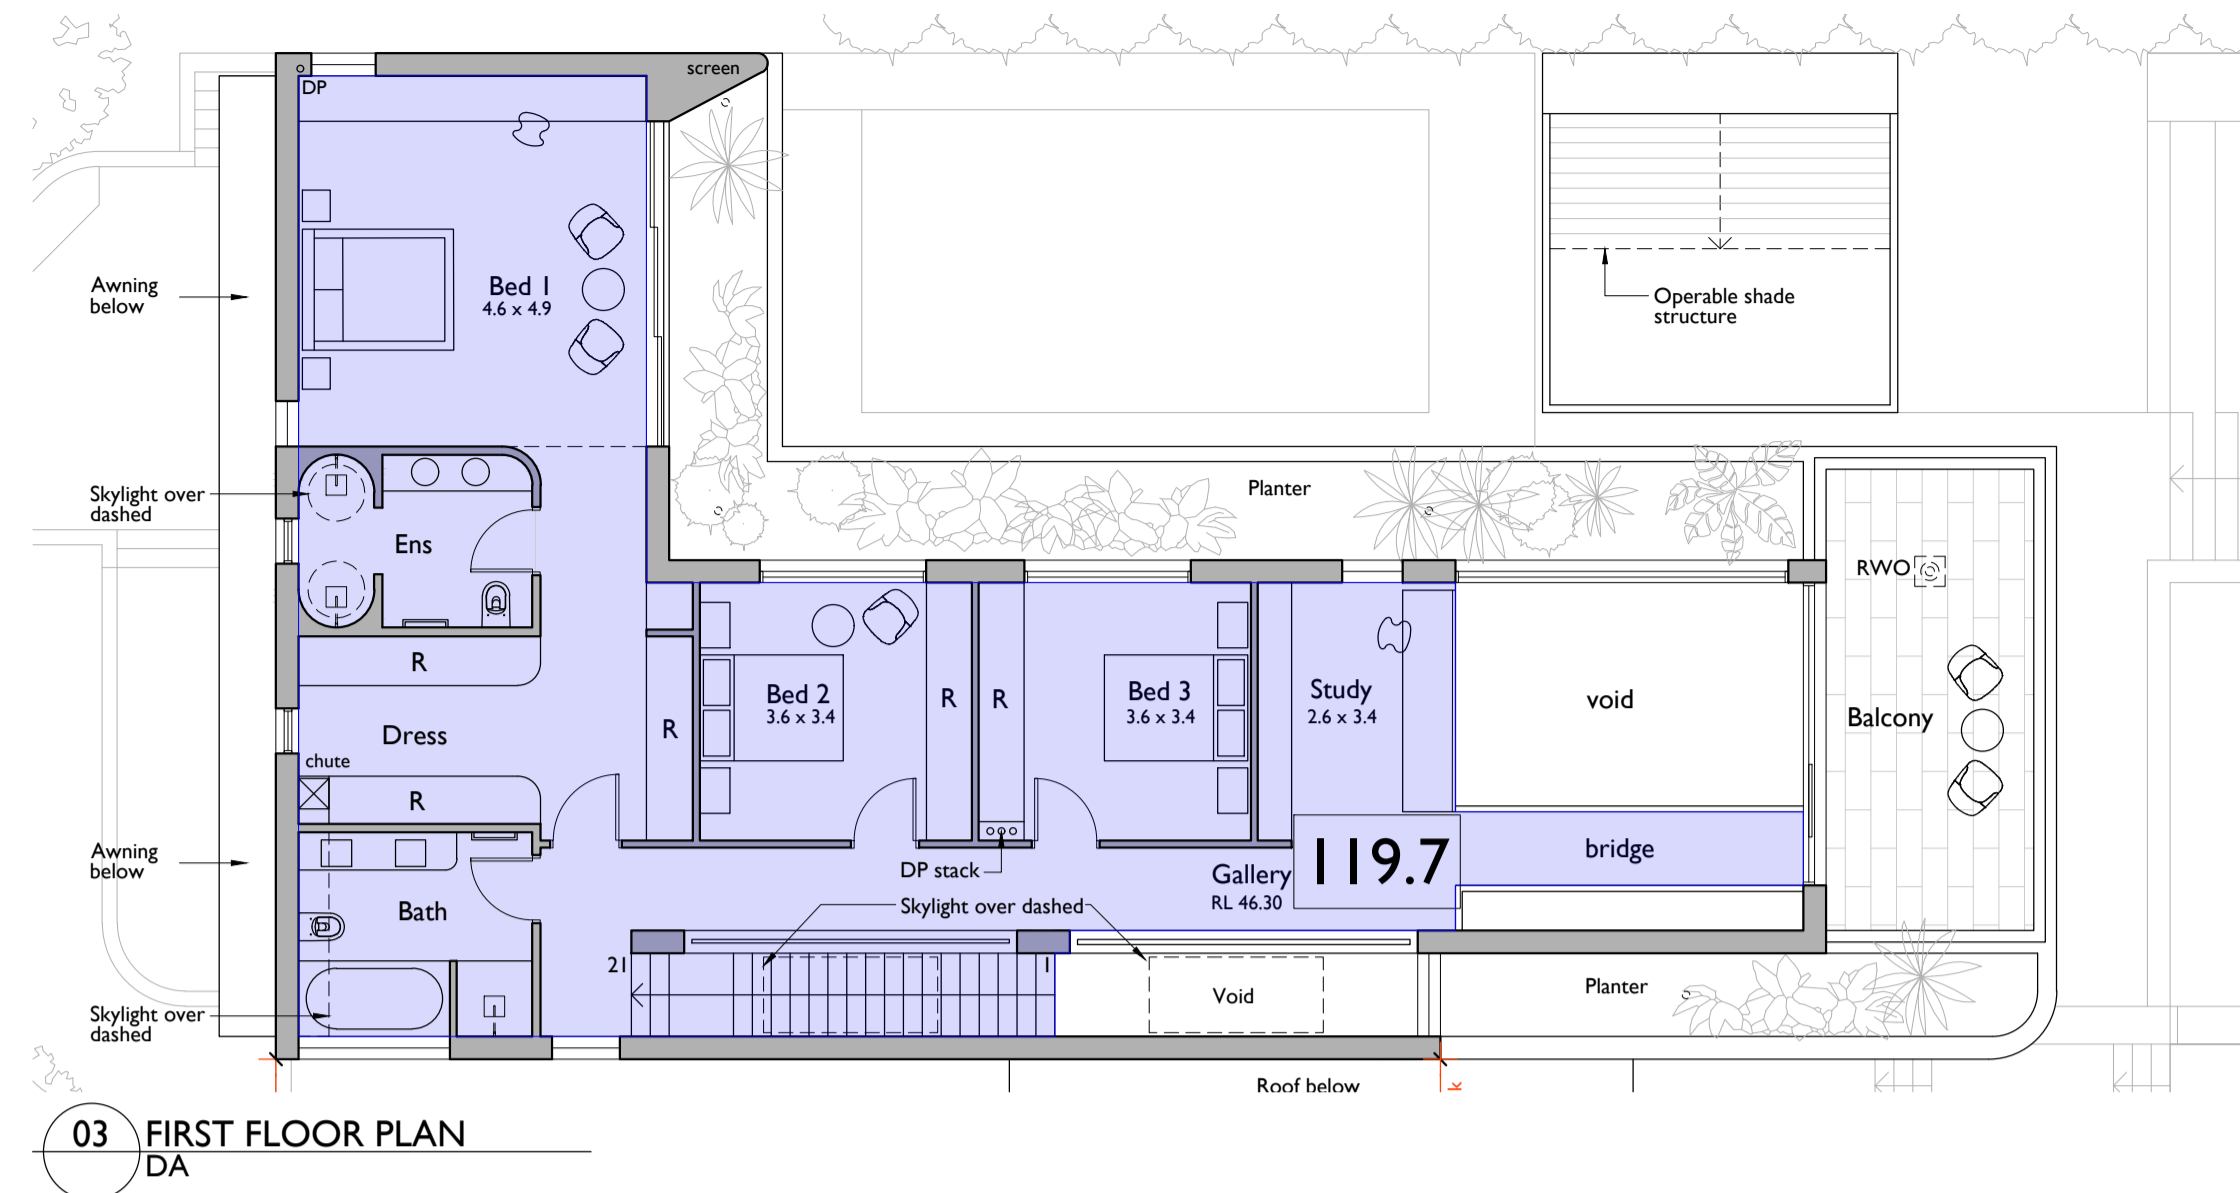 screen
DP
Awning
below
Bed 1
4.6 x 4.9
Operable shade
structure
Skylight over
dashed
Planter
Ens
RWO
R
Bed 2
3.6 x 3.4
R
R
Bed 3
3.6 x 3.4
Study
2.6 x 3.4
void
Balcony
R
Dress
chute
R
Awning
below
DP stack
Gallery
RL 46.30
119.7
bridge
Skylight over dashed
Bath
21
1
Void
Planter
Skylight over
dashed
Roof below
k
03
FIRST FLOOR PLAN
DA